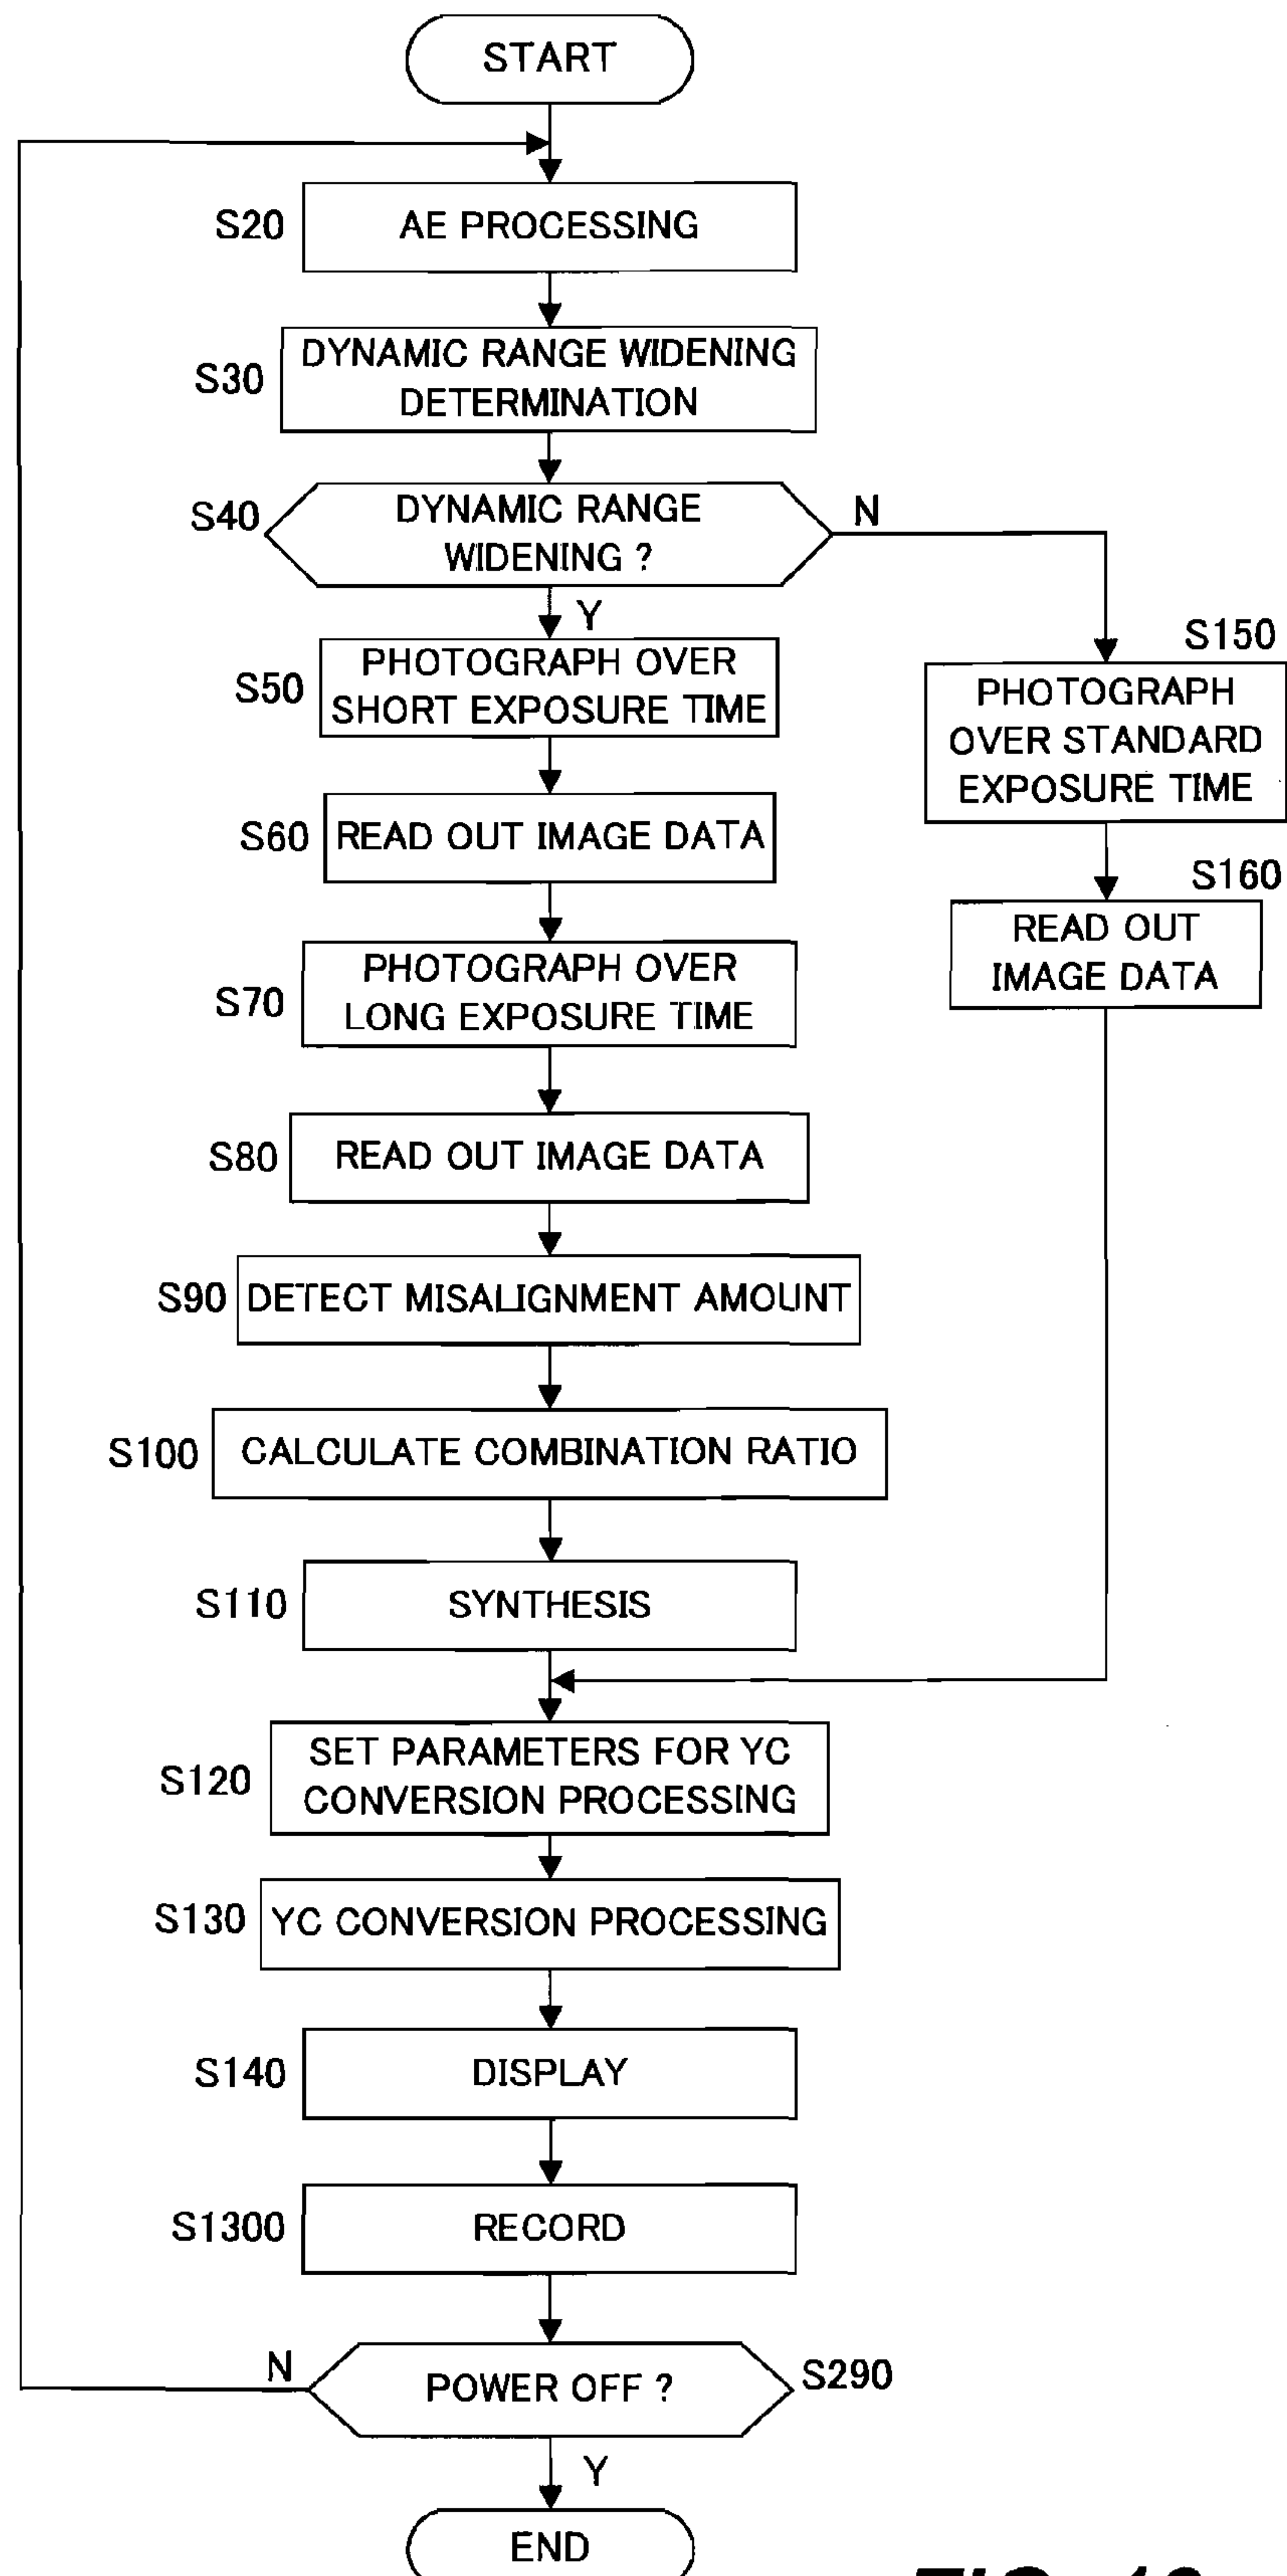 START
S20
AE PROCESSING
S30
DYNAMIC RANGE WIDENING
DETERMINATION
S40
DYNAMIC RANGE
WIDENING ?
N
Y
S50
PHOTOGRAPH OVER
SHORT EXPOSURE TIME
S150
PHOTOGRAPH
OVER STANDARD
EXPOSURE TIME
S60
READ OUT IMAGE DATA
S160
READ OUT
IMAGE DATA
S70
PHOTOGRAPH OVER
LONG EXPOSURE TIME
S80
READ OUT IMAGE DATA
S90
DETECT MISALIGNMENT AMOUNT
S100
CALCULATE COMBINATION RATIO
S110
SYNTHESIS
S120
SET PARAMETERS FOR YC
CONVERSION PROCESSING
S130
YC CONVERSION PROCESSING
S140
DISPLAY
S1300
RECORD
N
POWER OFF ?
S290
Y
END